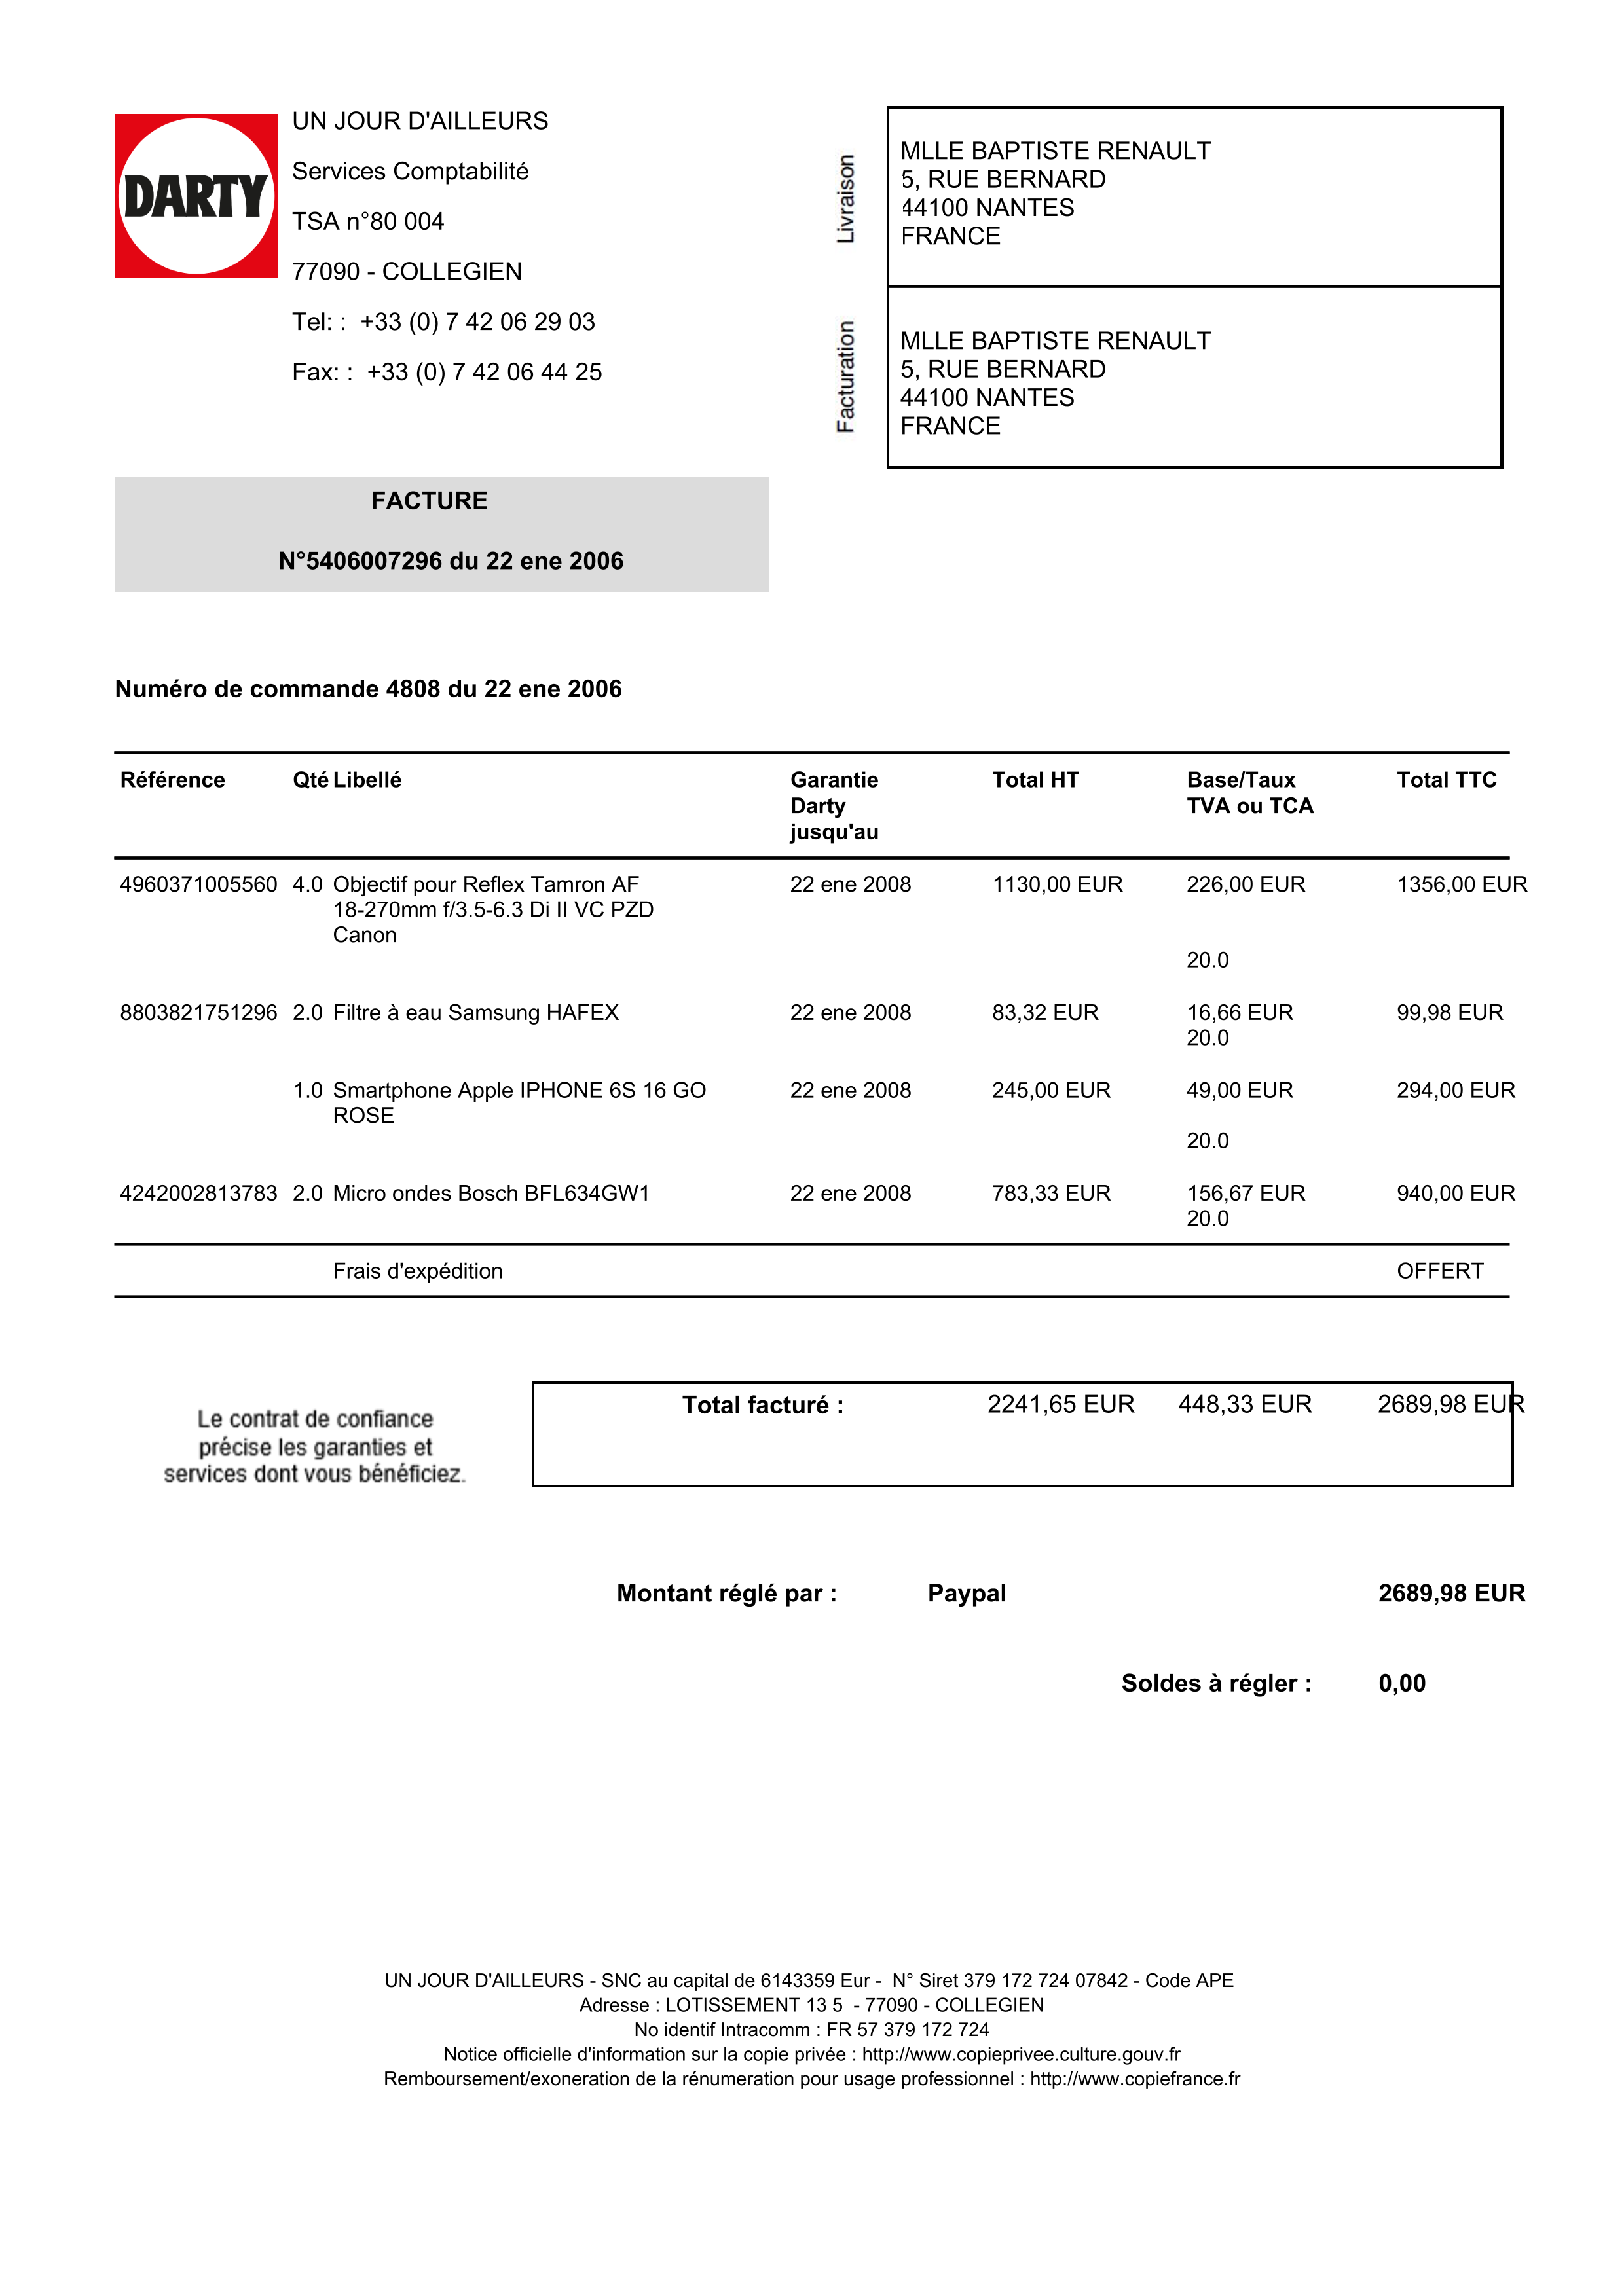 DARTY
UN JOUR D'AILLEURS
Services Comptabilité
TSA n°80 004
77090 - COLLEGIEN
Tel: :  +33 (0) 7 42 06 29 03
Fax: :  +33 (0) 7 42 06 44 25
Livraison
MLLE BAPTISTE RENAULT
5, RUE BERNARD
44100 NANTES
FRANCE
Facturation
MLLE BAPTISTE RENAULT
5, RUE BERNARD
44100 NANTES
FRANCE
FACTURE
N°5406007296 du 22 ene 2006
Numéro de commande 4808 du 22 ene 2006
Référence Qté Libellé Garantie Total HT Base/Taux Total TTC
Darty TVA ou TCA
jusqu'au
4960371005560 4.0 Objectif pour Reflex Tamron AF 22 ene 2008 1130,00 EUR 226,00 EUR 1356,00 EUR
18-270mm f/3.5-6.3 Di II VC PZD
Canon
20.0
8803821751296 2.0 Filtre à eau Samsung HAFEX 22 ene 2008 83,32 EUR 16,66 EUR 99,98 EUR
20.0
1.0 Smartphone Apple IPHONE 6S 16 GO 22 ene 2008 245,00 EUR 49,00 EUR 294,00 EUR
ROSE
20.0
4242002813783 2.0 Micro ondes Bosch BFL634GW1 22 ene 2008 783,33 EUR 156,67 EUR 940,00 EUR
20.0
Frais d'expédition OFFERT
Le contrat de confiance
précise les garanties et
services dont vous bénéficiez.
Total facturé : 2241,65 EUR 448,33 EUR 2689,98 EUR
Montant réglé par : Paypal 2689,98 EUR
Soldes à régler : 0,00
UN JOUR D'AILLEURS - SNC au capital de 6143359 Eur -  N° Siret 379 172 724 07842 - Code APE
Adresse : LOTISSEMENT 13 5  - 77090 - COLLEGIEN
No identif Intracomm : FR 57 379 172 724
Notice officielle d'information sur la copie privée : http://www.copieprivee.culture.gouv.fr
Remboursement/exoneration de la rénumeration pour usage professionnel : http://www.copiefrance.fr